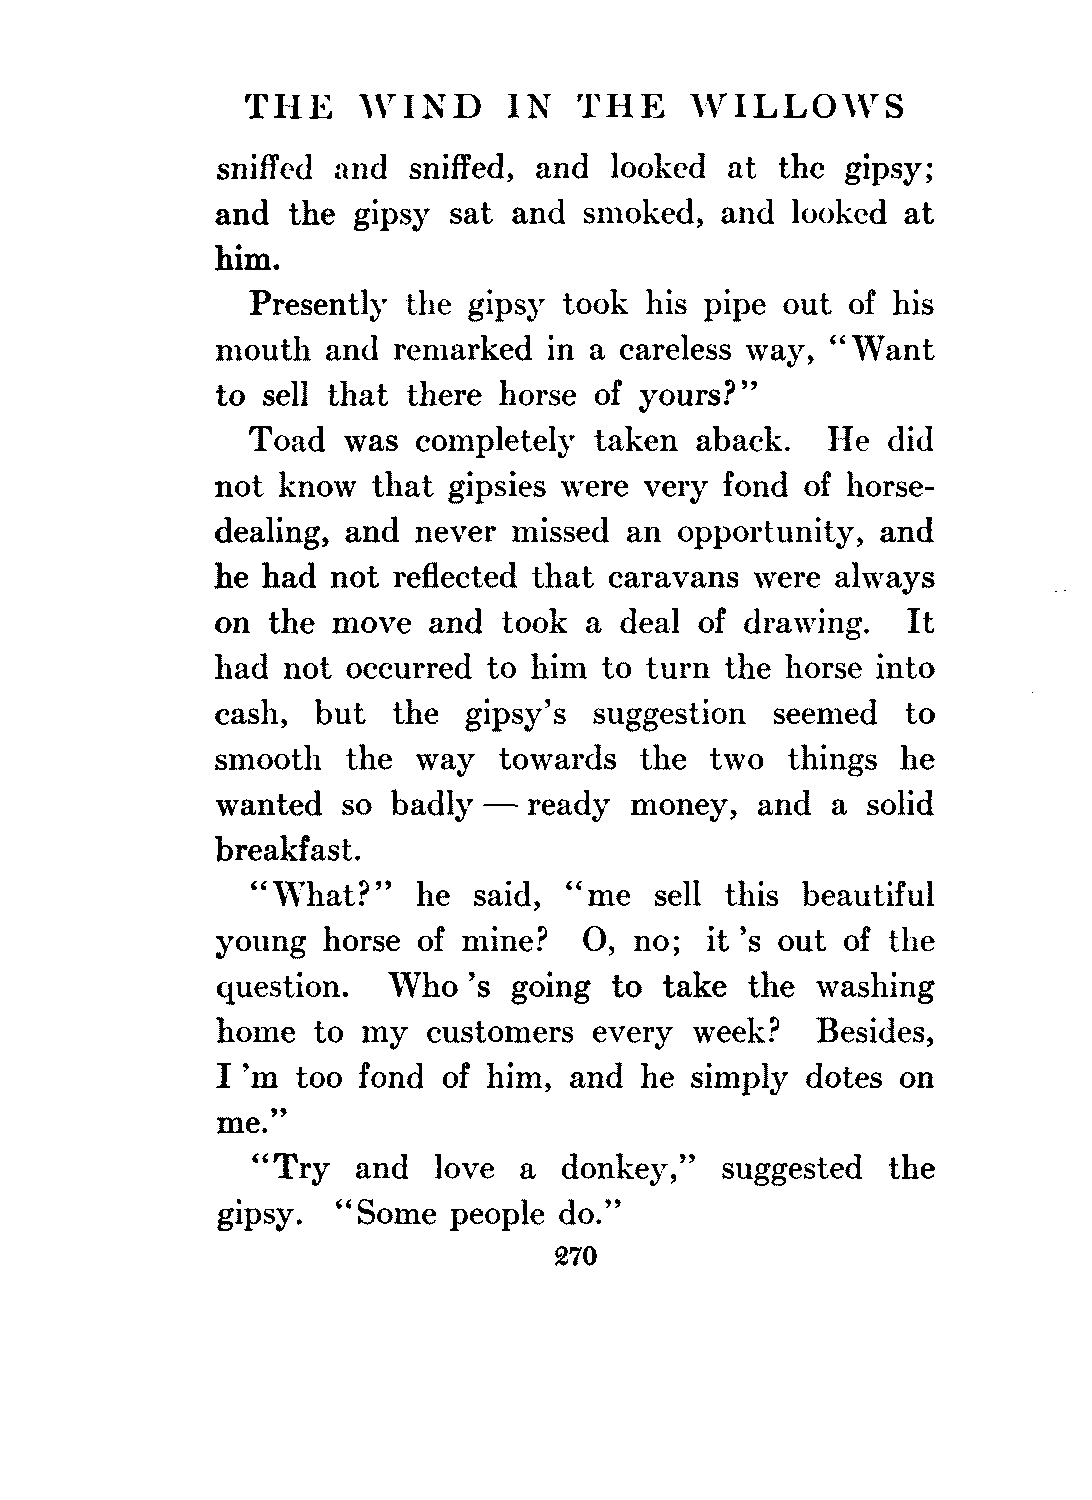 THE WIND IN THE WILLOWS
sniffed and sniffed, and looked at the gipsy;
and the gipsy sat and smoked, and looked at
him.
Presently the gipsy took his pipe out of his
mouth and remarked in a careless way, “Want
to sell that there horse of yours?”
Toad was completely taken aback. He did
not know that gipsies were very fond of horse-
dealing, and never missed an opportunity, and
he had not reflected that caravans were always
on the move and took a deal of drawing. It
had not occurred to him to turn the horse into
cash, but the gipsy’s suggestion seemed to
smooth the way towards the two things he
wanted so badly — ready money, and a solid
breakfast.
“What?” he said, “me sell this beautiful
young horse of mine? O, no; it ’s out of the
question. Who ’s going to take the washing
home to my customers every week? Besides,
I ’m too fond of him, and he simply dotes on
me.”
“Try and love a donkey,” suggested the
gipsy. “Some people do.”
270